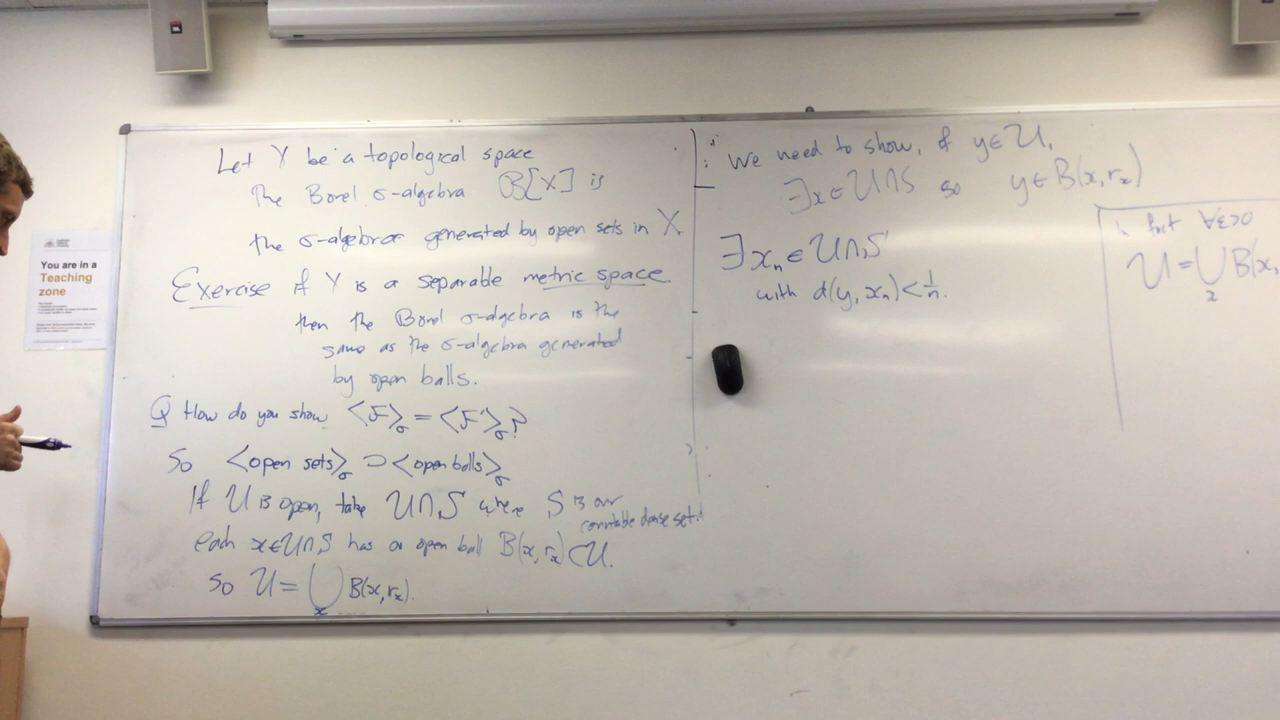 You are in a
Teaching
zone
Let Y be a topological space
The Borel σ-algebra B[X] is
the σ-algebra generated by open sets in X
Exercise if Y is a separable metric space
then the Borel σ-algebra is the
same as the σ-algebra generated
by open balls.
Q How do you show <F>σ = <F'>σ?
So <open sets>σ ⊃ <open balls>σ
If U is open, take U∩S where S is our
countable dense set.
each x∈U∩S has an open ball B(x,rₓ)⊂U.
So U = ⋃ₓ B(x,rₓ).
We need to show, if y∈U,
∃x∈U∩S so y∈B(x,rₓ)
∃xₙ∈U∩S
with d(y,xₙ)<1/n.
fact ∀ε>0
U = ⋃ₓ B(x,